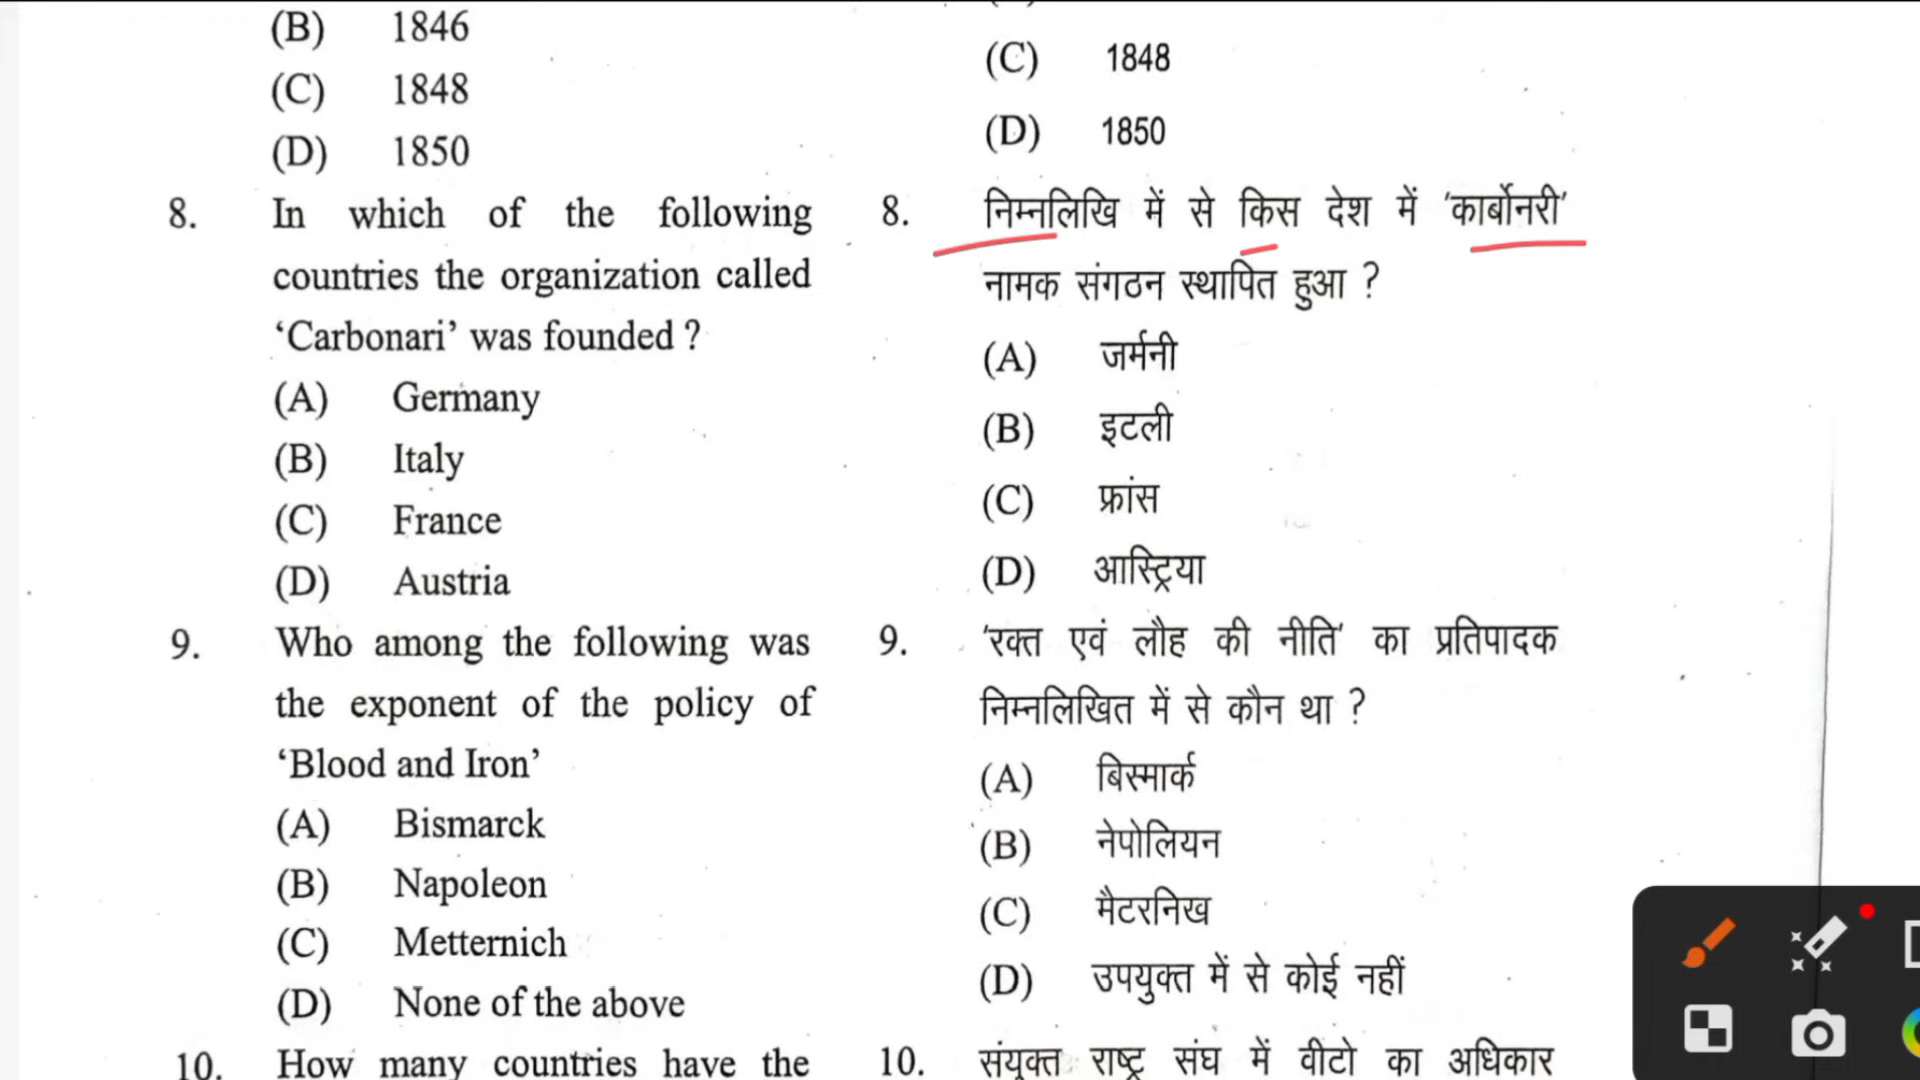 (B) 1846
(C) 1848
(D) 1850
8. In which of the following
countries the organization called
‘Carbonari’ was founded ?
(A) Germany
(B) Italy
(C) France
(D) Austria
9. Who among the following was
the exponent of the policy of
‘Blood and Iron’
(A) Bismarck
(B) Napoleon
(C) Metternich
(D) None of the above
10. How many countries have the
(C) 1848
(D) 1850
8. निम्नलिखि में से किस देश में ‘कार्बोनरी’
नामक संगठन स्थापित हुआ ?
(A) जर्मनी
(B) इटली
(C) फ्रांस
(D) आस्ट्रिया
9. ‘रक्त एवं लौह की नीति’ का प्रतिपादक
निम्नलिखित में से कौन था ?
(A) बिस्मार्क
(B) नेपोलियन
(C) मैटरनिख
(D) उपयुक्त में से कोई नहीं
10. संयुक्त राष्ट्र संघ में वीटो का अधिकार